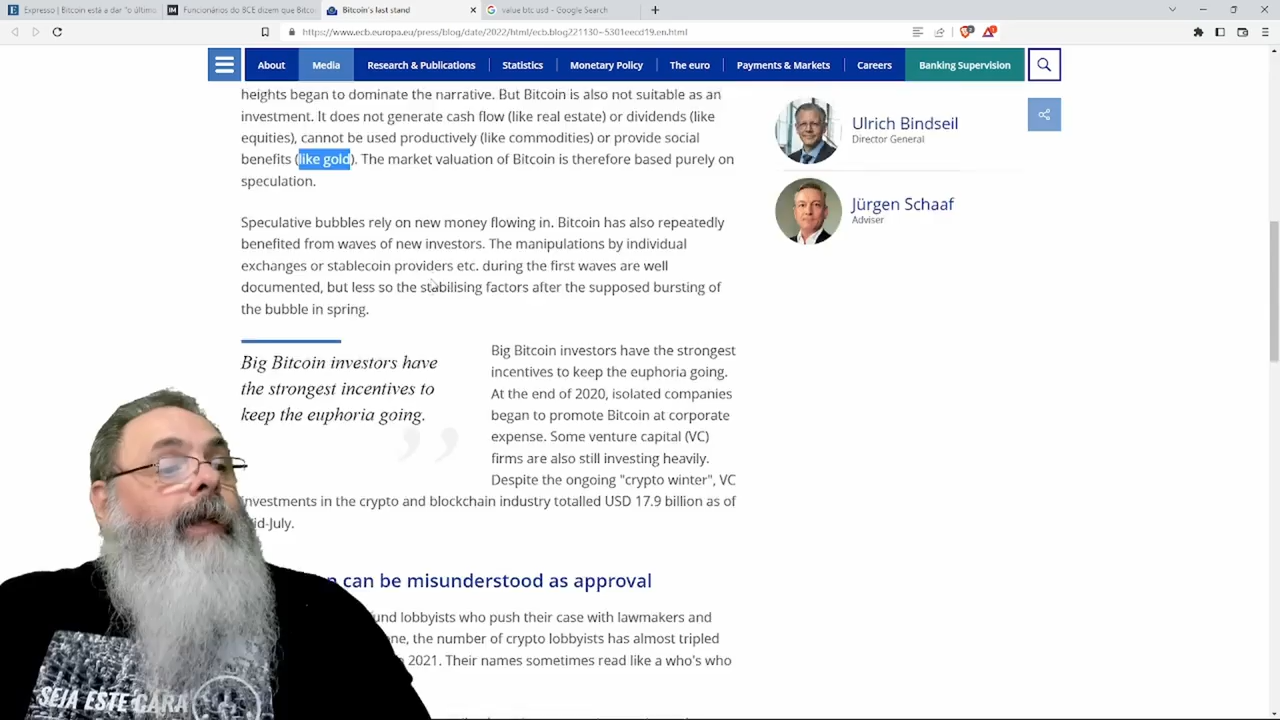 Expresso | Bitcoin está a dar "o último
Funcionários do BCE dizem que Bitco
Bitcoin's last stand
value btc usd - Google Search
https://www.ecb.europa.eu/press/blog/date/2022/html/ecb.blog221130~5301eecd19.en.html
About
Media
Research & Publications
Statistics
Monetary Policy
The euro
Payments & Markets
Careers
Banking Supervision
heights began to dominate the narrative. But Bitcoin is also not suitable as an
investment. It does not generate cash flow (like real estate) or dividends (like
equities), cannot be used productively (like commodities) or provide social
benefits (like gold). The market valuation of Bitcoin is therefore based purely on
speculation.
Speculative bubbles rely on new money flowing in. Bitcoin has also repeatedly
benefited from waves of new investors. The manipulations by individual
exchanges or stablecoin providers etc. during the first waves are well
documented, but less so the stabilising factors after the supposed bursting of
the bubble in spring.
Big Bitcoin investors have
the strongest incentives to
keep the euphoria going.
Big Bitcoin investors have the strongest
incentives to keep the euphoria going.
At the end of 2020, isolated companies
began to promote Bitcoin at corporate
expense. Some venture capital (VC)
firms are also still investing heavily.
Despite the ongoing "crypto winter", VC
investments in the crypto and blockchain industry totalled USD 17.9 billion as of
id-July.
can be misunderstood as approval
und lobbyists who push their case with lawmakers and
one, the number of crypto lobbyists has almost tripled
2021. Their names sometimes read like a who's who
Ulrich Bindseil
Director General
Jürgen Schaaf
Adviser
SEJA ESTE CARA